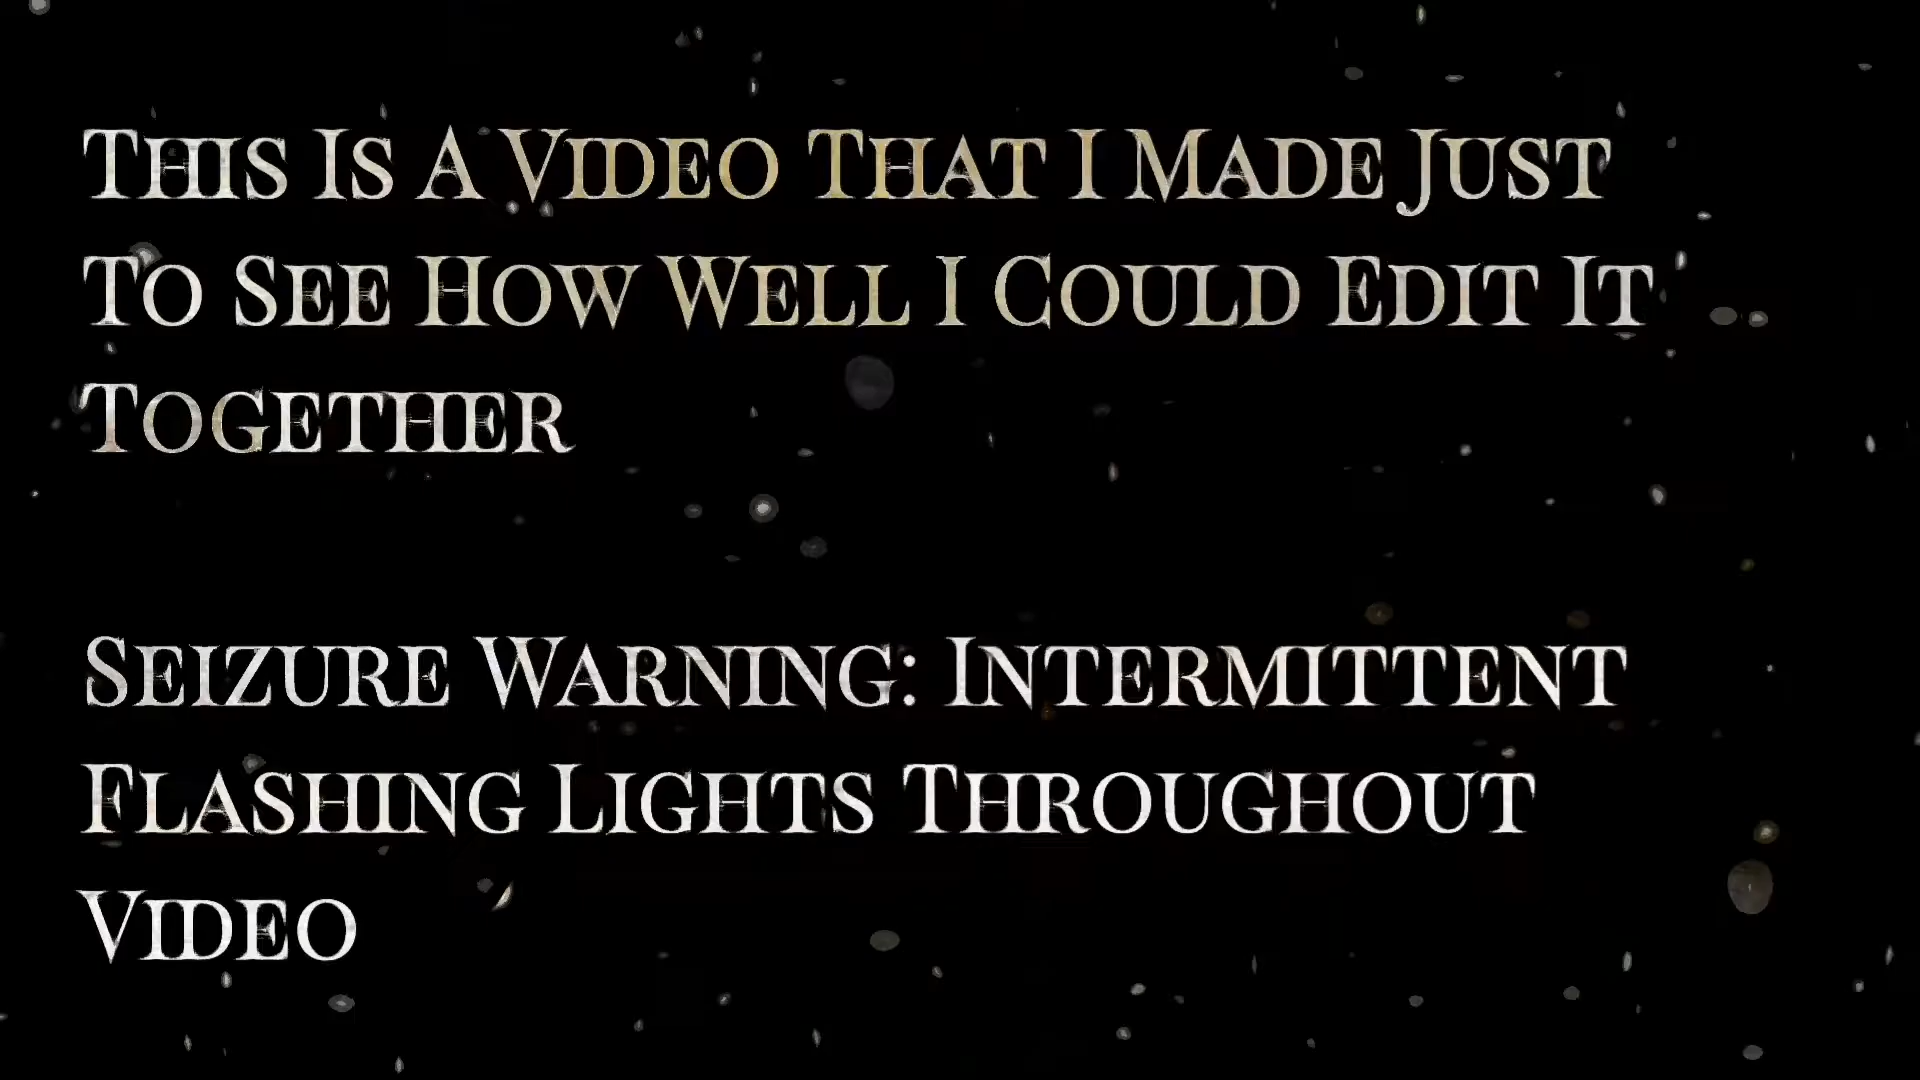 This Is A Video That I Made Just
To See How Well I Could Edit It
Together
Seizure Warning: Intermittent
Flashing Lights Throughout
Video